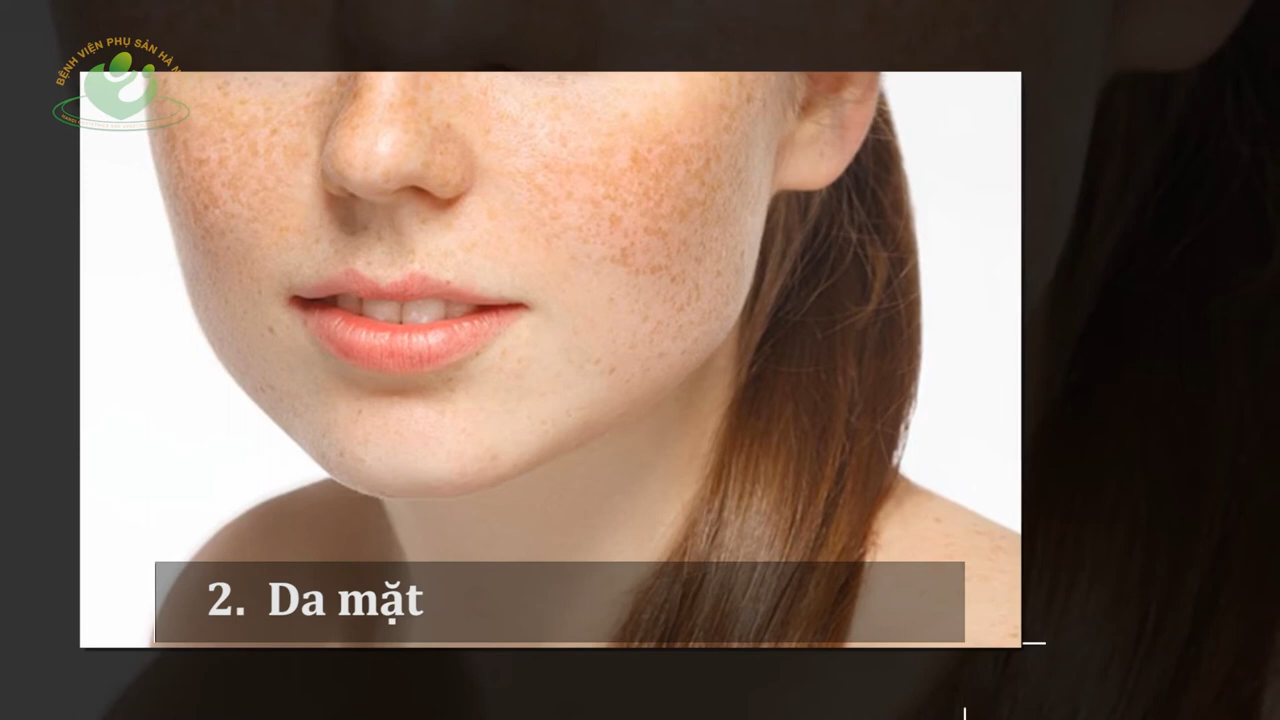 BỆNH VIỆN PHỤ SẢN HÀ N
2. Da mặt